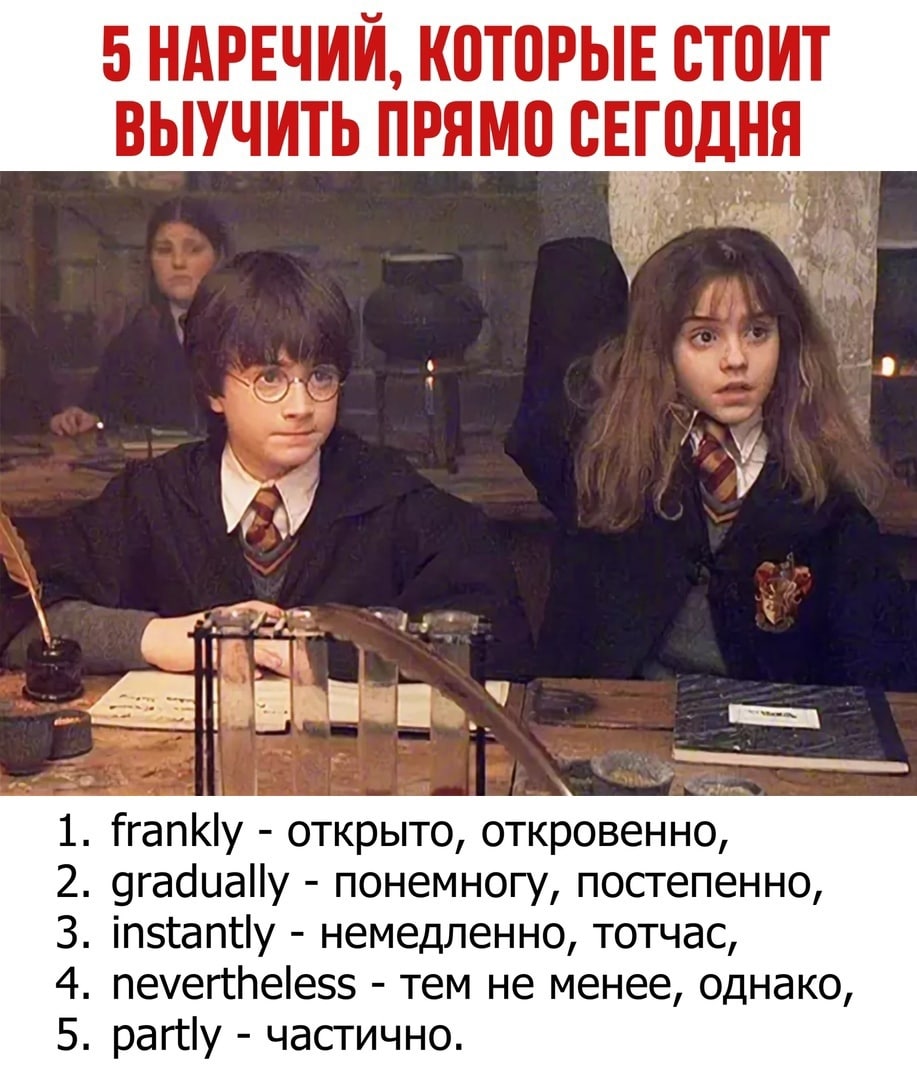 5 НАРЕЧИЙ, КОТОРЫЕ СТОИТ
ВЫУЧИТЬ ПРЯМО СЕГОДНЯ
1. frankly - открыто, откровенно,
2. gradually - понемногу, постепенно,
3. instantly - немедленно, тотчас,
4. nevertheless - тем не менее, однако,
5. partly - частично.